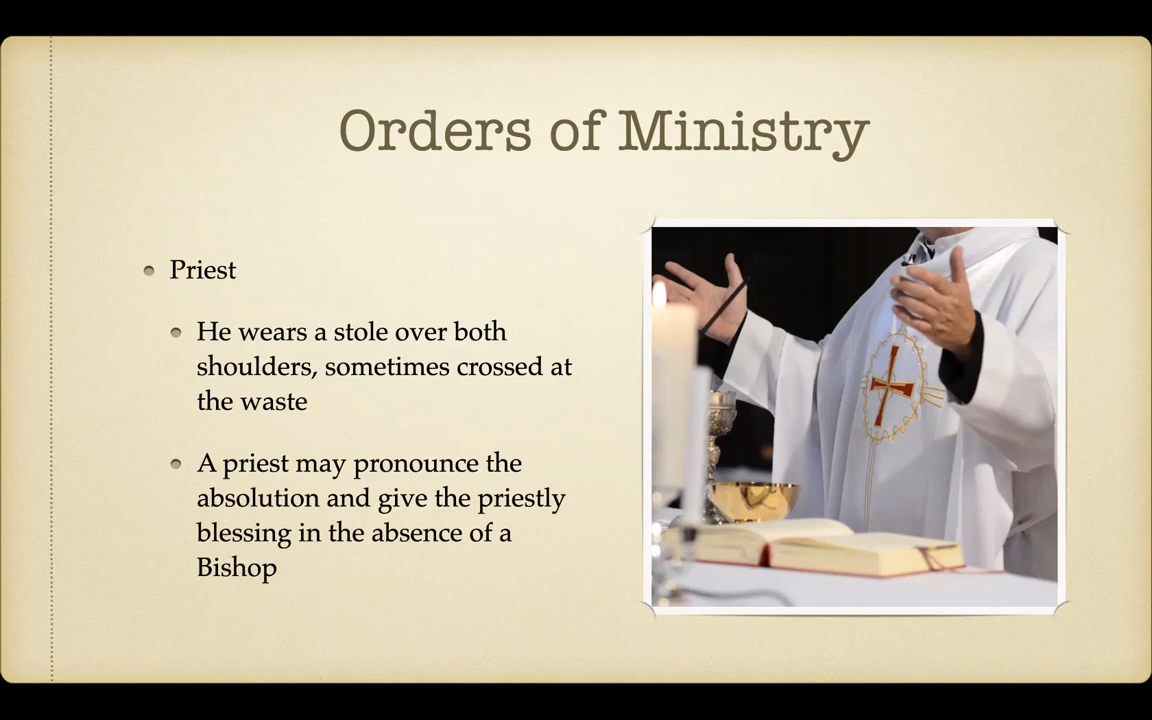 Orders of Ministry
Priest
He wears a stole over both
shoulders, sometimes crossed at
the waste
A priest may pronounce the
absolution and give the priestly
blessing in the absence of a
Bishop